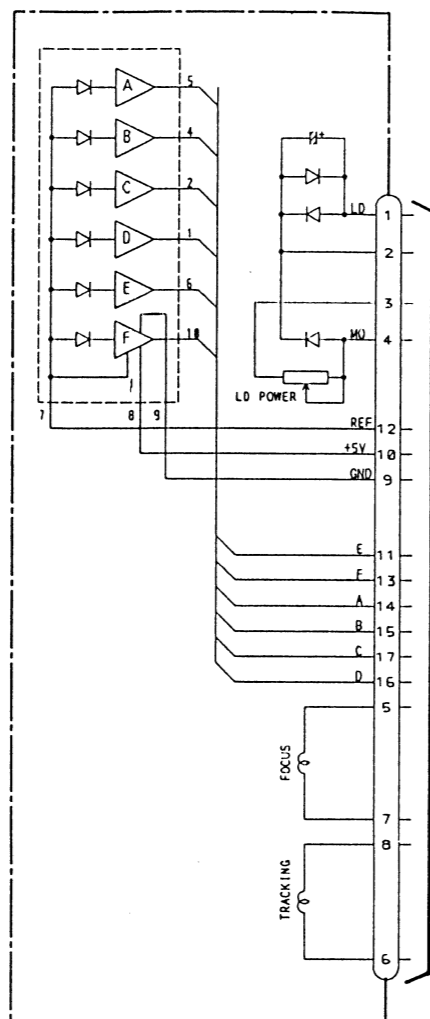 A 5
B 4
C 2
D 1
E 6
F 10
7 8 9
LD 1
2
3
MO 4
LD POWER
REF 12
+5V 10
GND 9
E 11
F 13
A 14
B 15
C 17
D 16
5
FOCUS
7
8
TRACKING
6